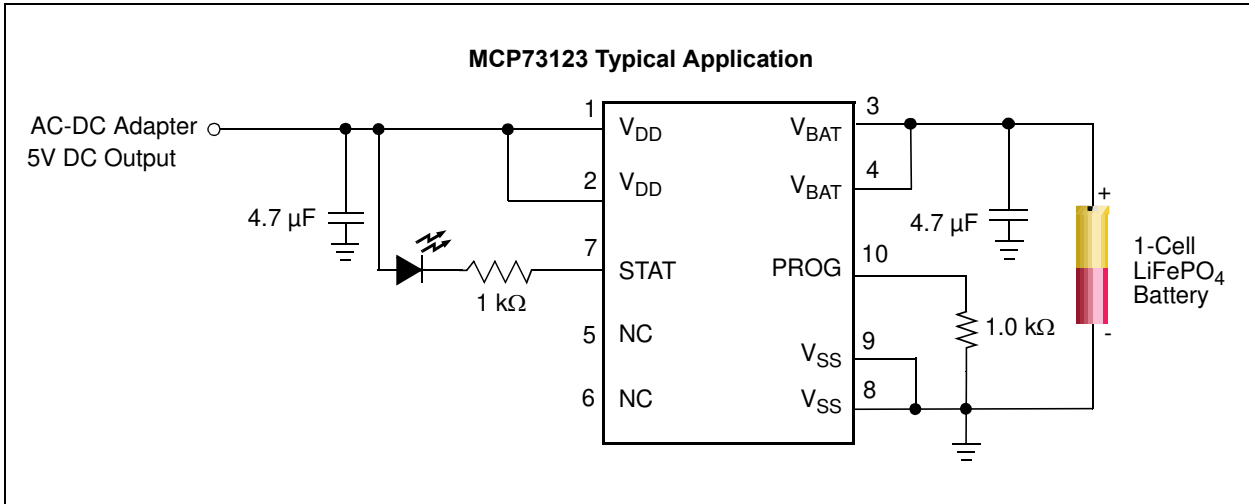 MCP73123 Typical Application
AC-DC Adapter
5V DC Output
4.7 µF
1 kΩ
1
2
7
5
6
VDD
VDD
STAT
NC
NC
VBAT
VBAT
PROG
VSS
VSS
3
4
10
9
8
4.7 µF
1.0 kΩ
+
-
1-Cell
LiFePO4
Battery